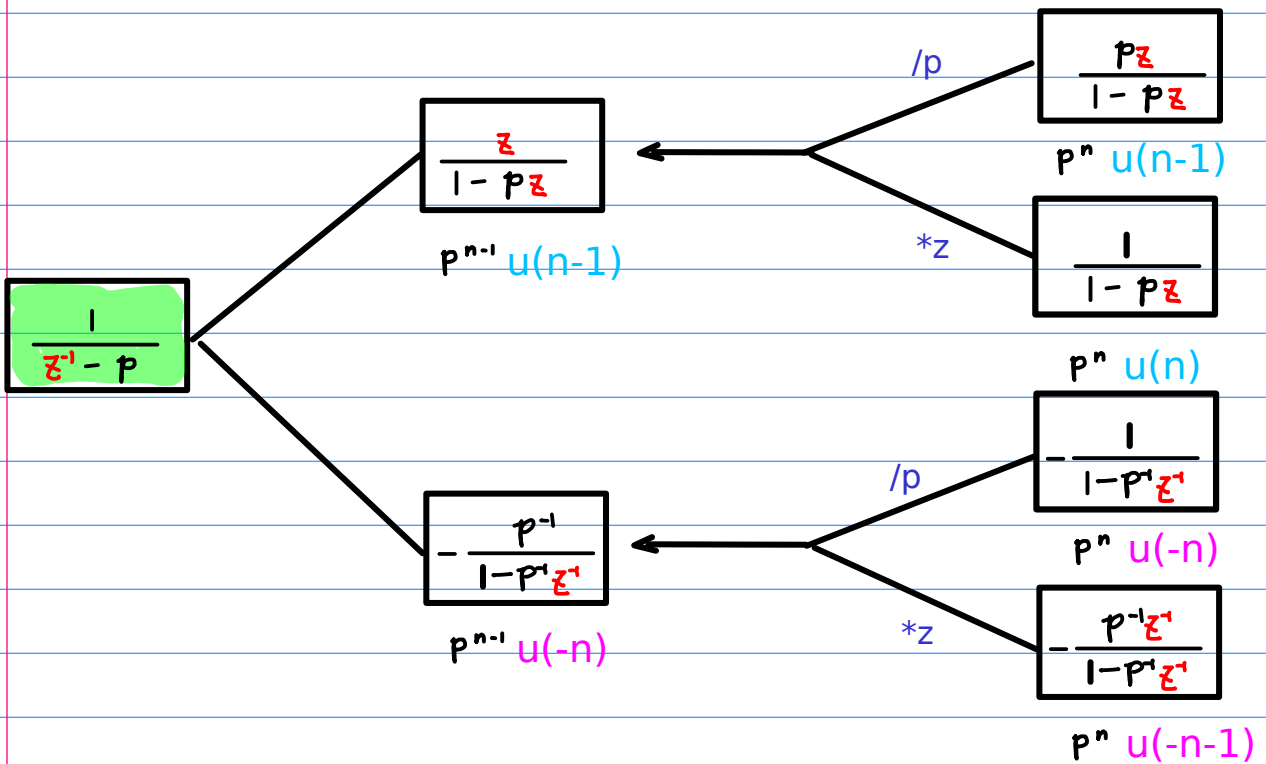 /p
pz
1 - pz
p^n u(n-1)
z
1 - pz
p^{n-1} u(n-1)
*z
1
1 - pz
p^n u(n)
1
z^{-1} - p
/p
- 1
1-p^{-1}z^{-1}
p^n u(-n)
- p^{-1}
1-p^{-1}z^{-1}
p^{n-1} u(-n)
*z
- p^{-1}z^{-1}
1-p^{-1}z^{-1}
p^n u(-n-1)